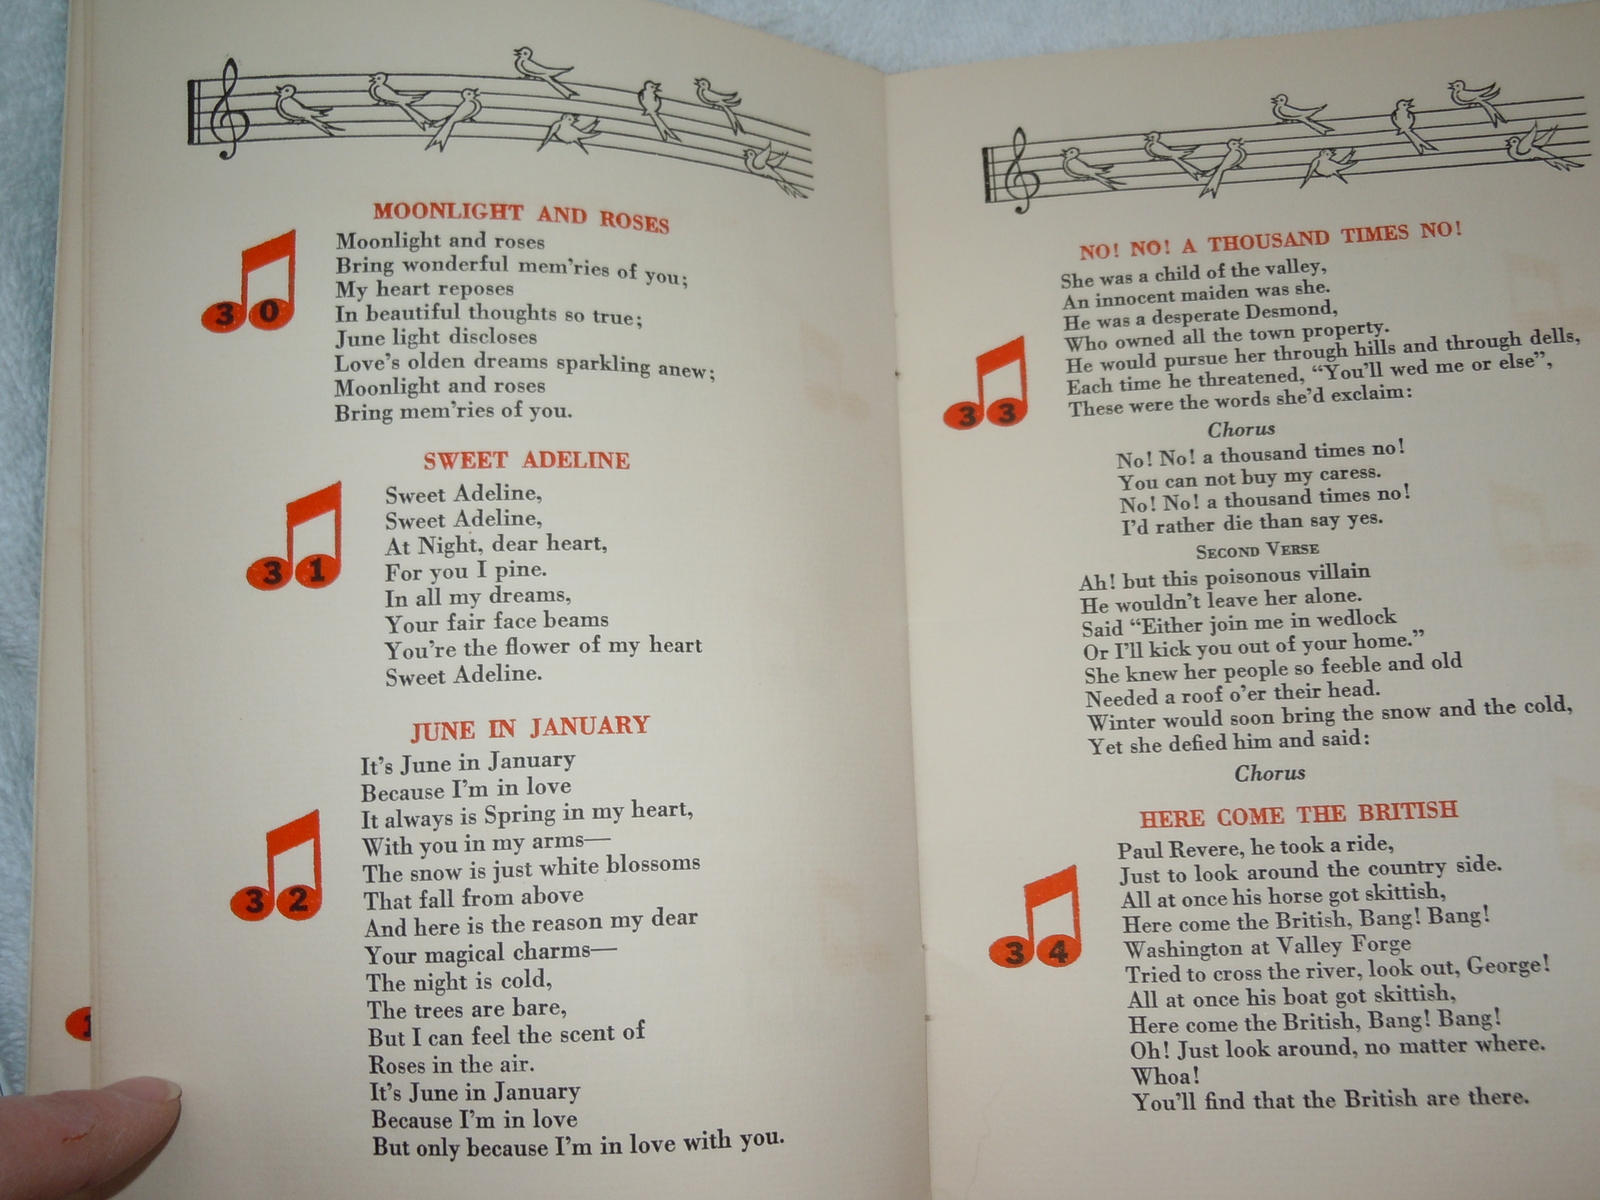 MOONLIGHT AND ROSES
30
Moonlight and roses
Bring wonderful mem'ries of you;
My heart reposes
In beautiful thoughts so true;
June light discloses
Love's olden dreams sparkling anew;
Moonlight and roses
Bring mem'ries of you.
SWEET ADELINE
31
Sweet Adeline,
Sweet Adeline,
At Night, dear heart,
For you I pine.
In all my dreams,
Your fair face beams
You're the flower of my heart
Sweet Adeline.
JUNE IN JANUARY
32
It's June in January
Because I'm in love
It always is Spring in my heart,
With you in my arms—
The snow is just white blossoms
That fall from above
And here is the reason my dear
Your magical charms—
The night is cold,
The trees are bare,
But I can feel the scent of
Roses in the air.
It's June in January
Because I'm in love
But only because I'm in love with you.
NO! NO! A THOUSAND TIMES NO!
33
She was a child of the valley,
An innocent maiden was she.
He was a desperate Desmond,
Who owned all the town property.
He would pursue her through hills and through dells,
Each time he threatened, “You'll wed me or else”,
These were the words she'd exclaim:
Chorus
No! No! a thousand times no!
You can not buy my caress.
No! No! a thousand times no!
I'd rather die than say yes.
SECOND VERSE
Ah! but this poisonous villain
He wouldn't leave her alone.
Said “Either join me in wedlock
Or I'll kick you out of your home.”
She knew her people so feeble and old
Needed a roof o'er their head.
Winter would soon bring the snow and the cold,
Yet she defied him and said:
Chorus
HERE COME THE BRITISH
34
Paul Revere, he took a ride,
Just to look around the country side.
All at once his horse got skittish,
Here come the British, Bang! Bang!
Washington at Valley Forge
Tried to cross the river, look out, George!
All at once his boat got skittish,
Here come the British, Bang! Bang!
Oh! Just look around, no matter where.
Whoa!
You'll find that the British are there.